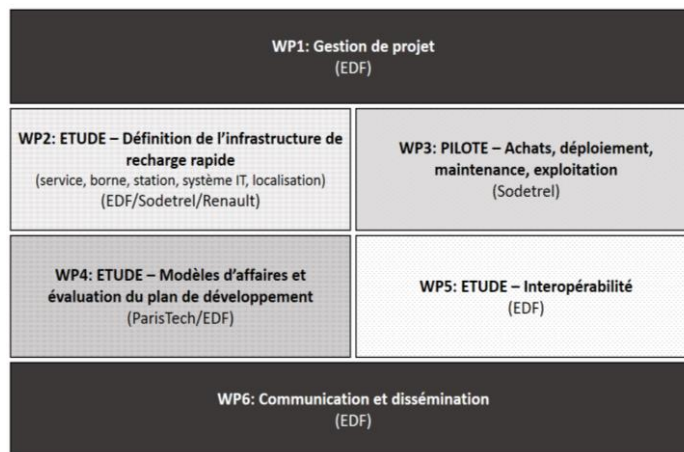 WP1: Gestion de projet
(EDF)
WP2: ETUDE – Définition de l’infrastructure de
recharge rapide
(service, borne, station, système IT, localisation)
(EDF/Sodetrel/Renault)
WP3: PILOTE – Achats, déploiement,
maintenance, exploitation
(Sodetrel)
WP4: ETUDE – Modèles d’affaires et
évaluation du plan de développement
(ParisTech/EDF)
WP5: ETUDE – Interopérabilité
(EDF)
WP6: Communication et dissémination
(EDF)